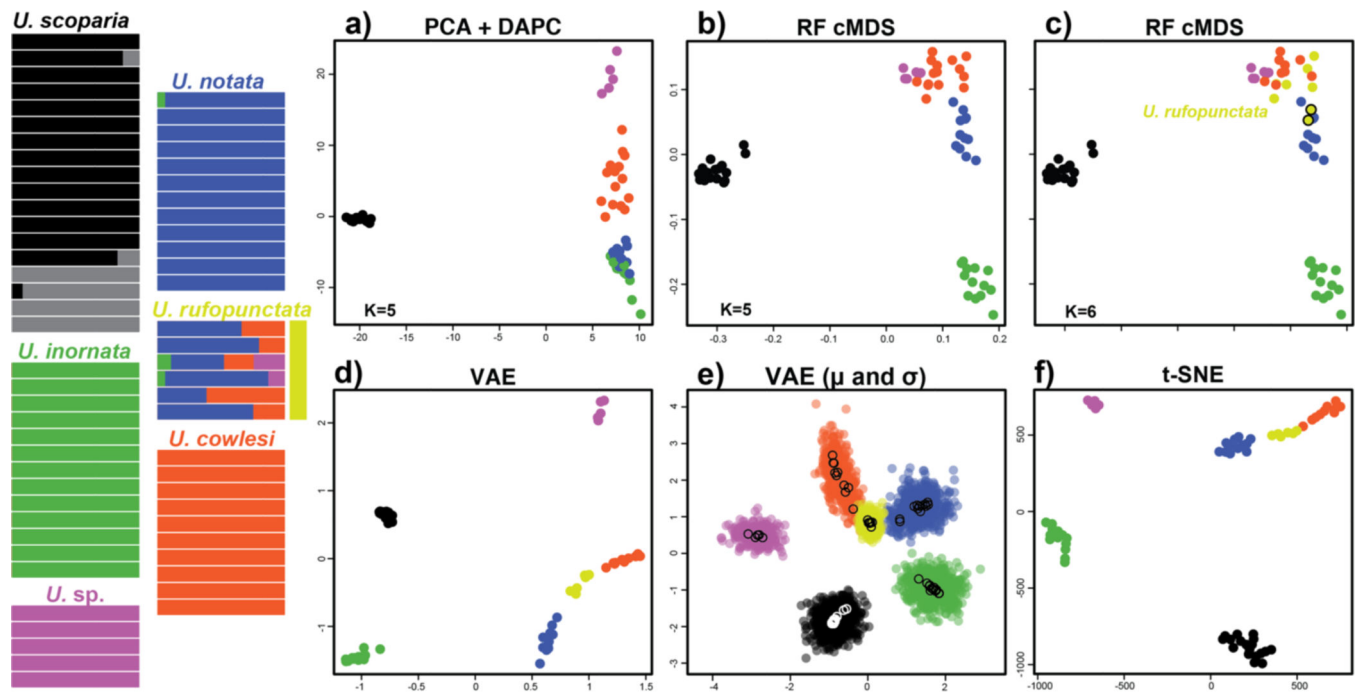 U. scoparia
U. notata
U. rufopunctata
U. inornata
U. cowlesi
U. sp.
a) PCA + DAPC
20
10
0
-10
K=5
-20 -15 -10 -5 0 5 10
b) RF cMDS
0.1
0.0
-0.1
-0.2
K=5
-0.3 -0.2 -0.1 0.0 0.1 0.2
c) RF cMDS
U. rufopunctata
K=6
d) VAE
2
1
0
-1
-1 -0.5 0 0.5 1 1.5
e) VAE (μ and σ)
4
3
2
1
0
-1
-2
-3
-4 -2 0 2
f) t-SNE
500
0
-500
-1000
-1000 -500 0 500